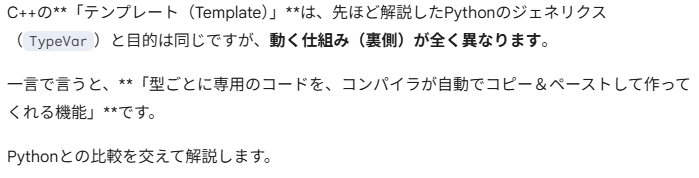 C++の**「テンプレート（Template）」**は、先ほど解説したPythonのジェネリクス
（TypeVar）と目的は同じですが、動く仕組み（裏側）が全く異なります。
一言で言うと、**「型ごとに専用のコードを、コンパイラが自動でコピー＆ペーストして作って
くれる機能」**です。
Pythonとの比較を交えて解説します。